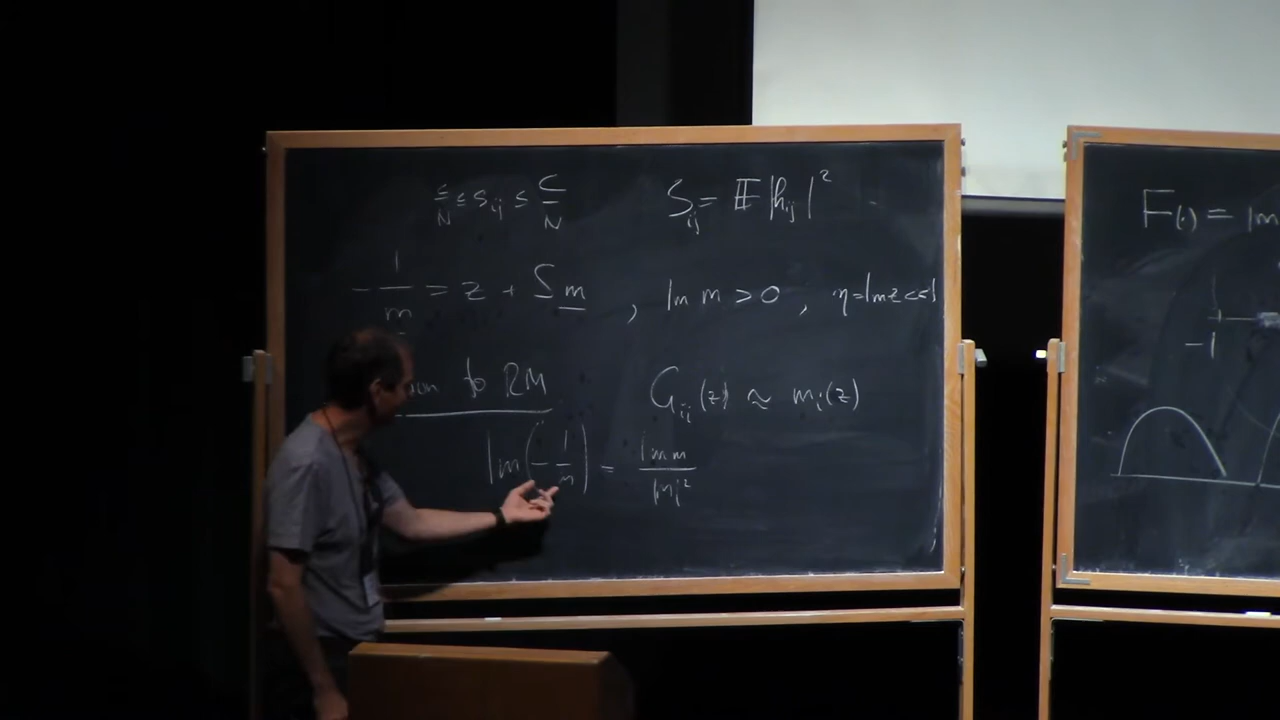 c/N ≤ s_ij ≤ C/N    S_ij = 𝔼|h_ij|²
-1/m = z + Sm , Im m > 0 , η = Im z << 1
to RM    G_ii(z) ≈ m_i(z)
Im(-1/m) = Im m/|m|²
F(·) = Im
-1